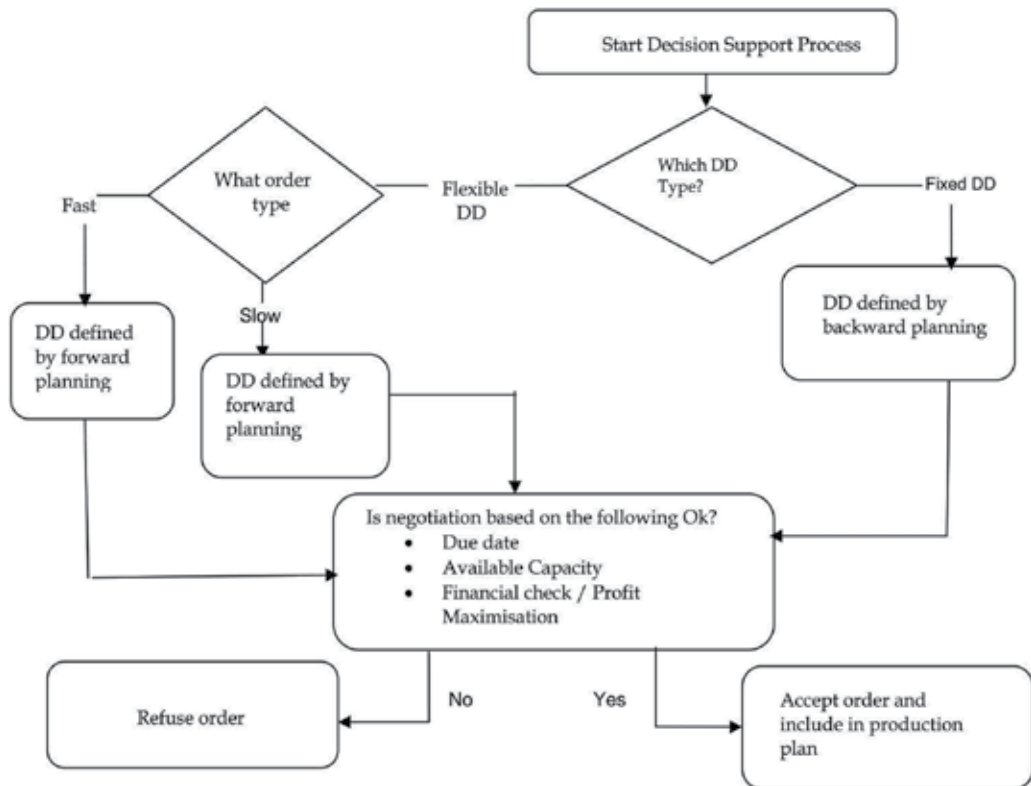 Start Decision Support Process
Which DD
Type?
What order
type
Flexible
DD
Fixed DD
Fast
Slow
DD defined
by forward
planning
DD defined by
forward
planning
DD defined by
backward planning
Is negotiation based on the following Ok?
• Due date
• Available Capacity
• Financial check / Profit
Maximisation
No
Yes
Refuse order
Accept order and
include in production
plan